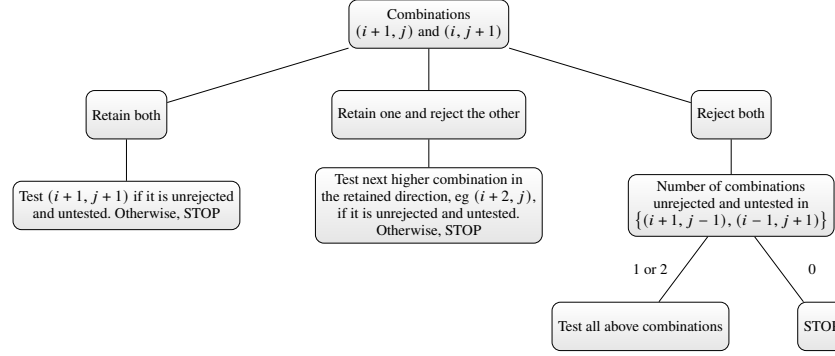 Combinations
(i + 1, j) and (i, j + 1)
Retain both
Retain one and reject the other
Reject both
Test (i + 1, j + 1) if it is unrejected
and untested. Otherwise, STOP
Test next higher combination in
the retained direction, eg (i + 2, j),
if it is unrejected and untested.
Otherwise, STOP
Number of combinations
unrejected and untested in
{(i + 1, j − 1), (i − 1, j + 1)}
1 or 2
0
Test all above combinations
STOP